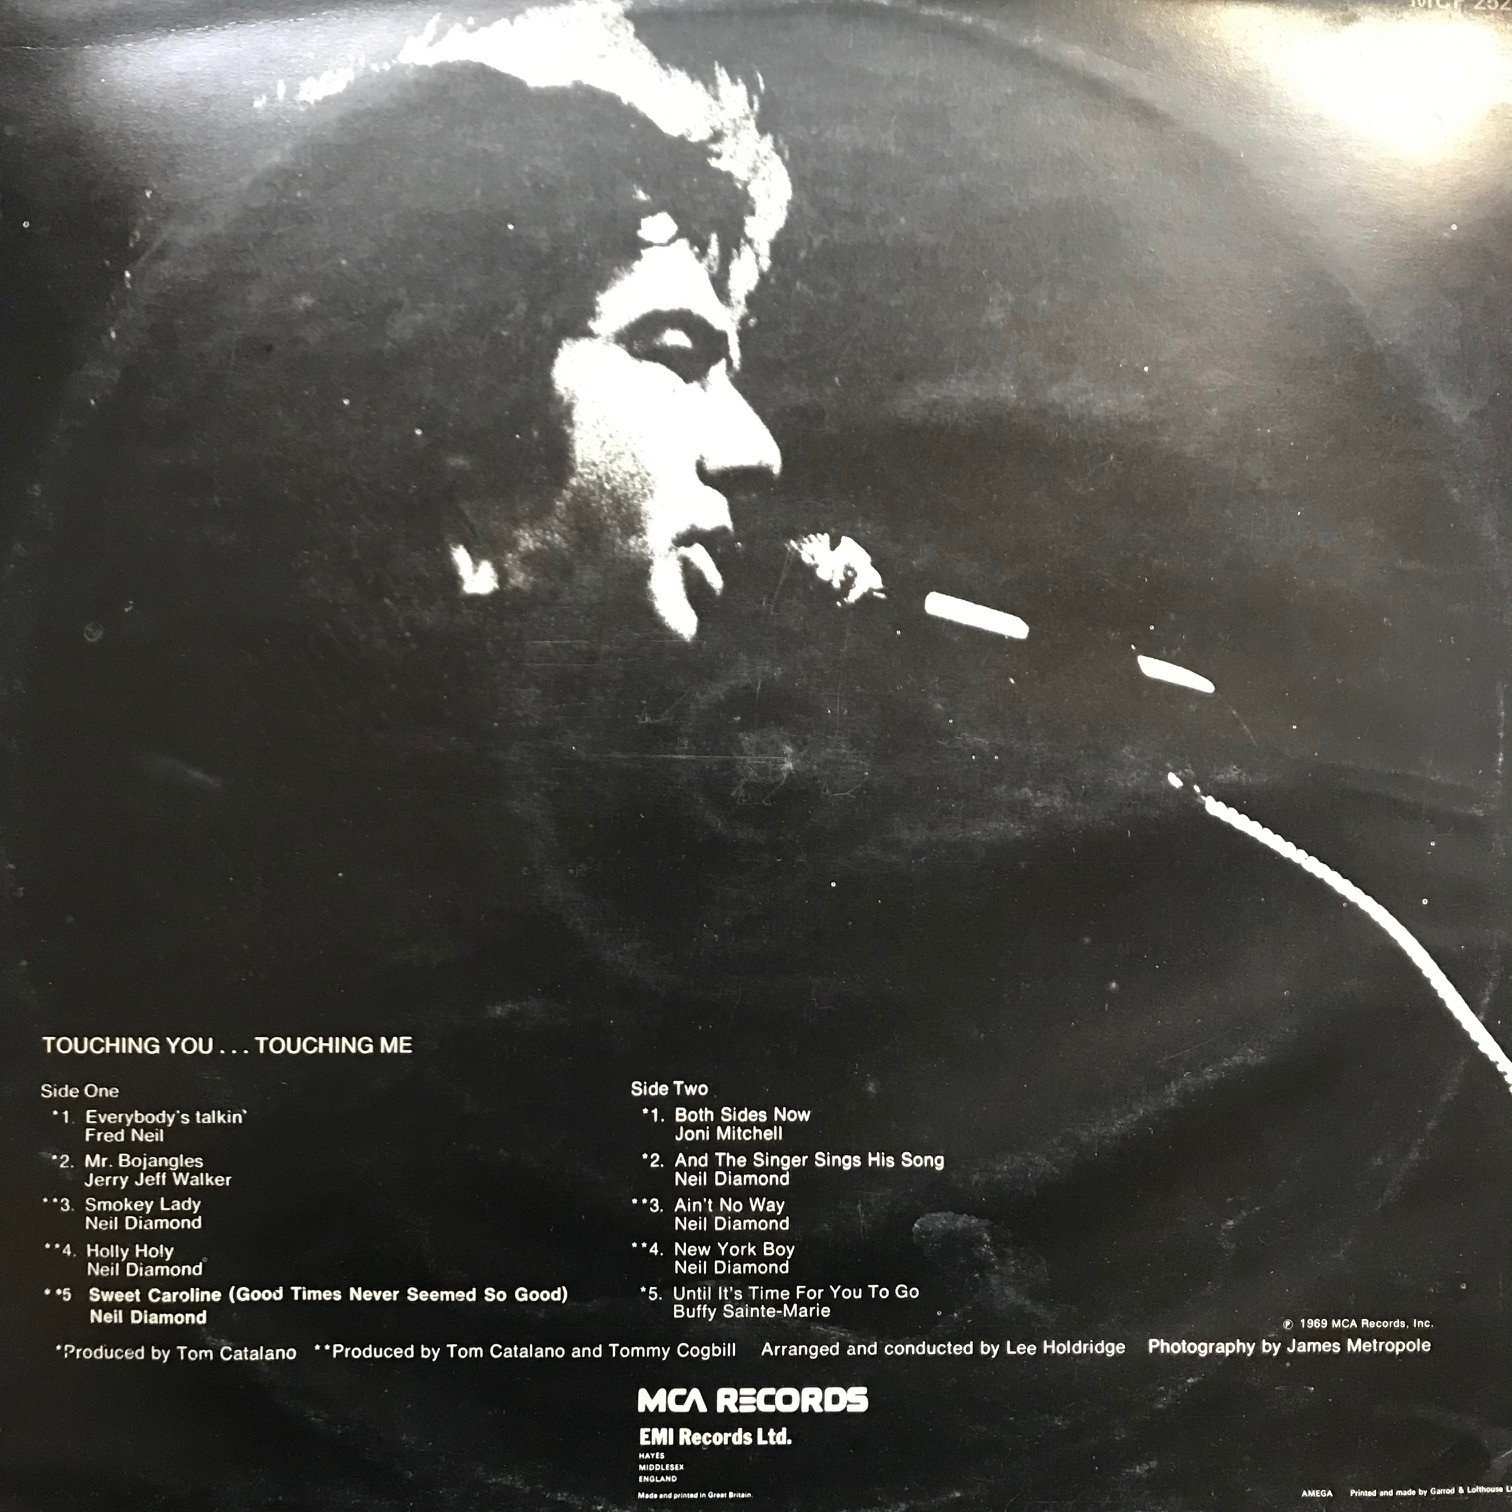 TOUCHING YOU . . . TOUCHING ME
Side One
*1. Everybody's talkin'
Fred Neil
*2. Mr. Bojangles
Jerry Jeff Walker
**3. Smokey Lady
Neil Diamond
**4. Holly Holy
Neil Diamond
**5 Sweet Caroline (Good Times Never Seemed So Good)
Neil Diamond
Side Two
*1. Both Sides Now
Joni Mitchell
*2. And The Singer Sings His Song
Neil Diamond
**3. Ain't No Way
Neil Diamond
**4. New York Boy
Neil Diamond
*5. Until It's Time For You To Go
Buffy Sainte-Marie
℗ 1969 MCA Records, Inc.
*Produced by Tom Catalano **Produced by Tom Catalano and Tommy Cogbill Arranged and conducted by Lee Holdridge Photography by James Metropole
MCA RECORDS
EMI Records Ltd.
HAYES
MIDDLESEX
ENGLAND
Made and printed in Great Britain.
AMEGA Printed and made by Garrod & Lofthouse